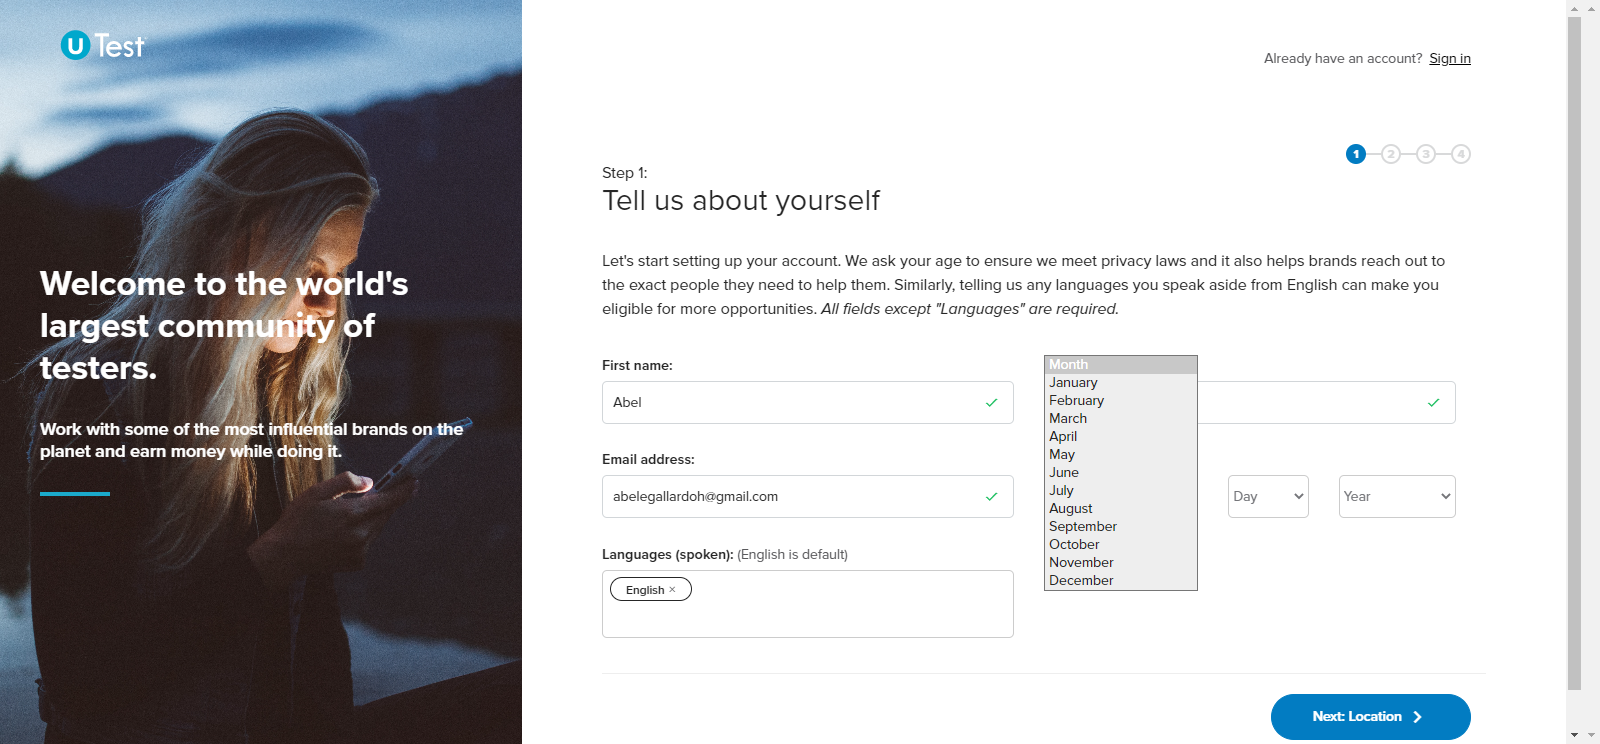 u Test
Welcome to the world's
largest community of
testers.
Work with some of the most influential brands on the
planet and earn money while doing it.
Already have an account? Sign in
1 2 3 4
Step 1:
Tell us about yourself
Let's start setting up your account. We ask your age to ensure we meet privacy laws and it also helps brands reach out to
the exact people they need to help them. Similarly, telling us any languages you speak aside from English can make you
eligible for more opportunities. All fields except "Languages" are required.
First name:
Abel
Email address:
abelegallardoh@gmail.com
Languages (spoken): (English is default)
English ×
Month
January
February
March
April
May
June
July
August
September
October
November
December
Day
Year
Next: Location